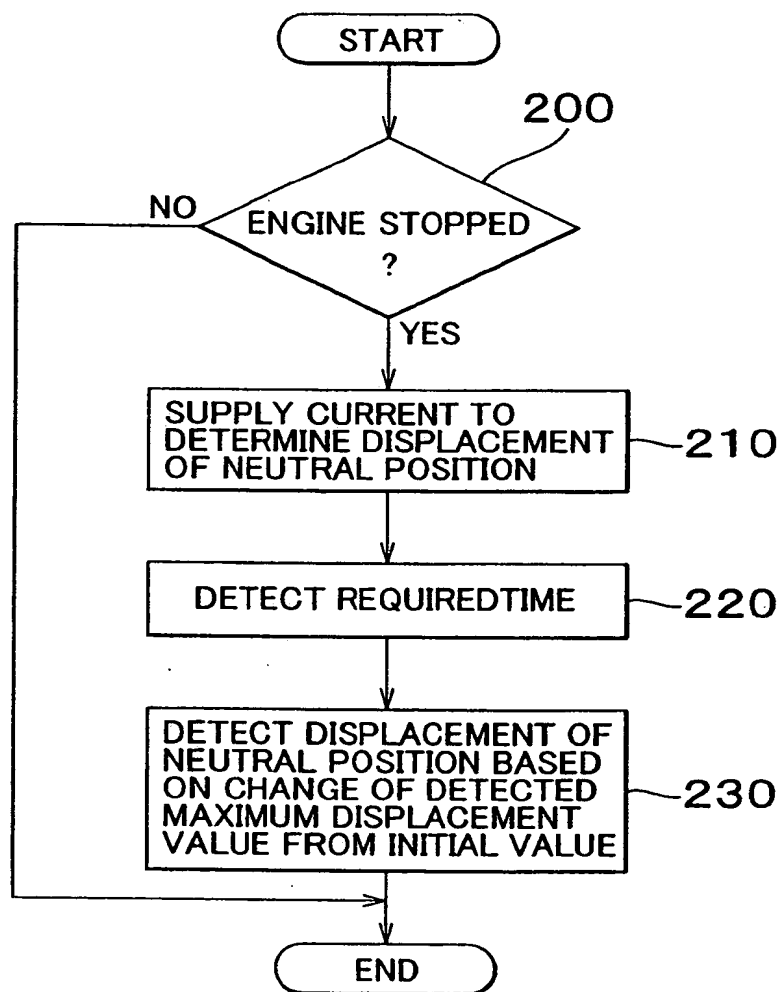 START
200
NO
ENGINE STOPPED
?
YES
SUPPLY CURRENT TO
DETERMINE DISPLACEMENT
OF NEUTRAL POSITION
210
DETECT REQUIREDTIME
220
DETECT DISPLACEMENT OF
NEUTRAL POSITION BASED
ON CHANGE OF DETECTED
MAXIMUM DISPLACEMENT
VALUE FROM INITIAL VALUE
230
END